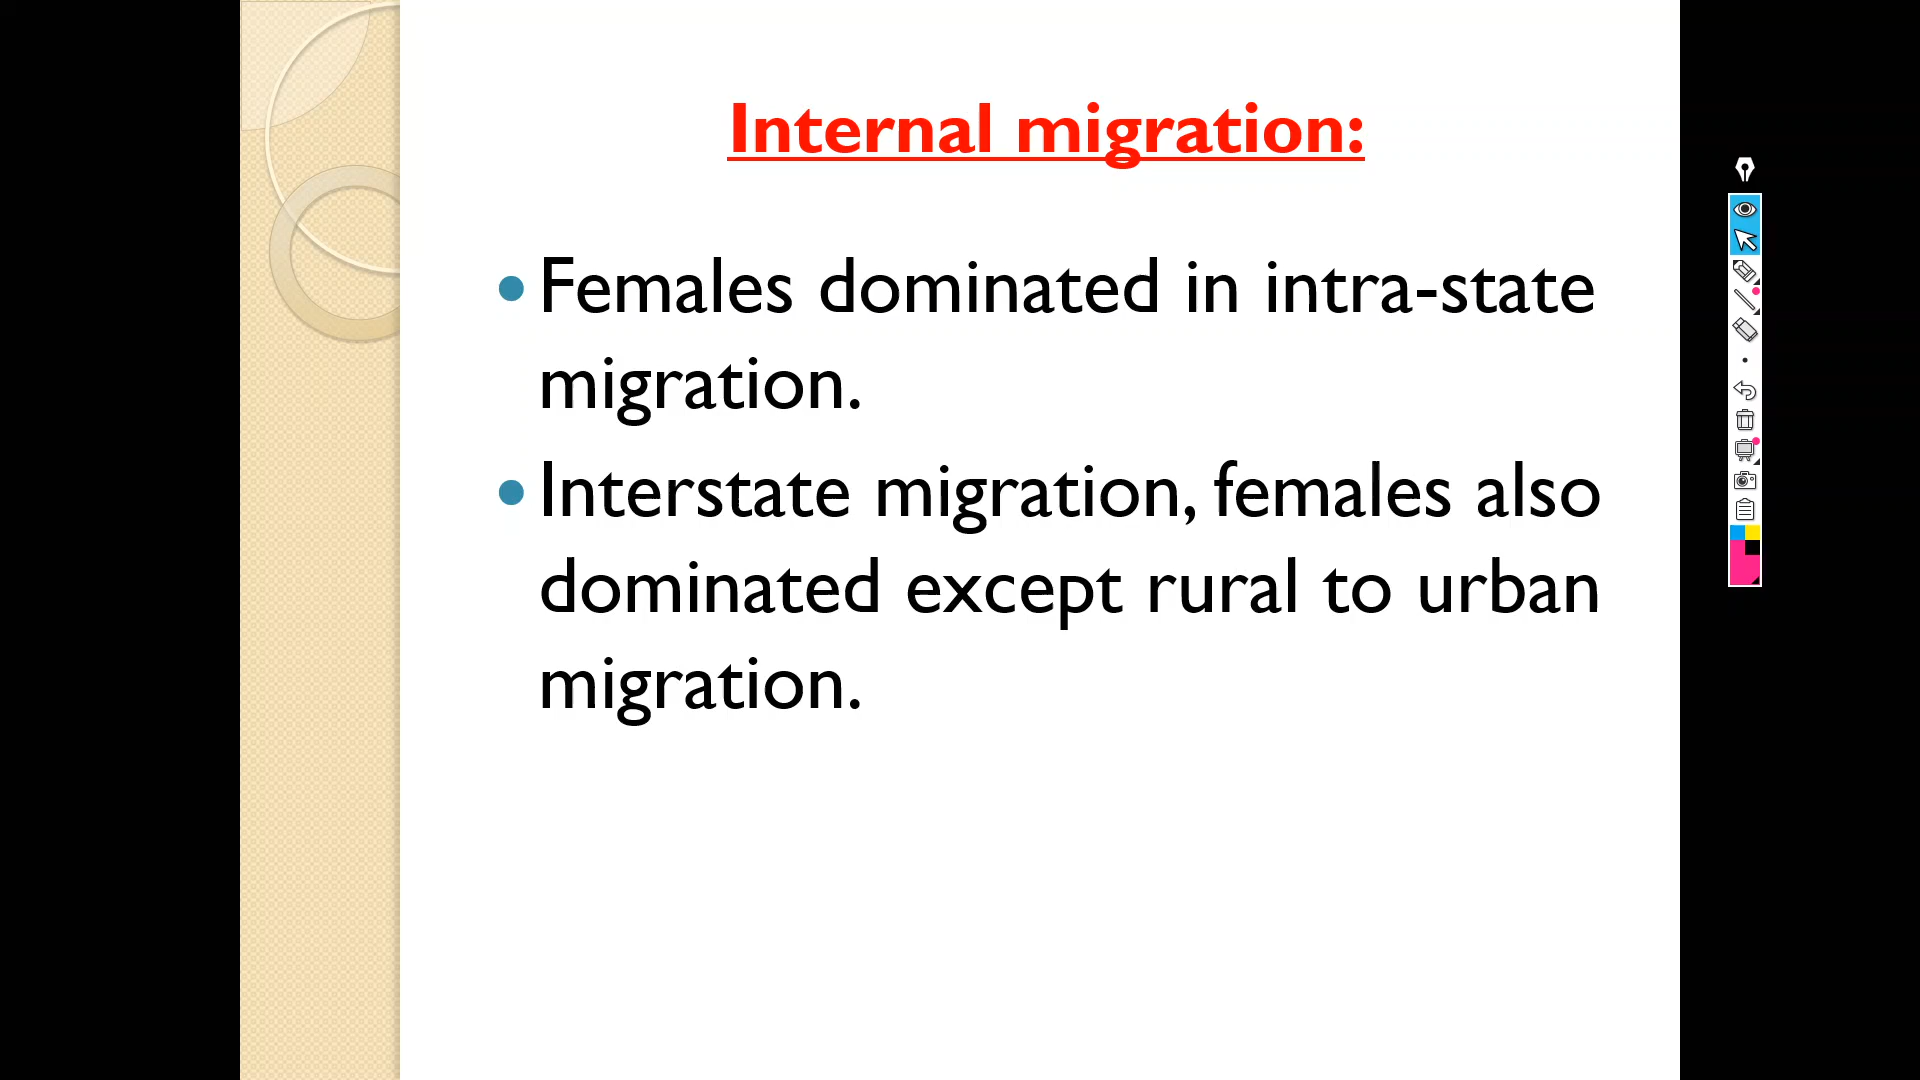 Internal migration:
Females dominated in intra-state
migration.
Interstate migration, females also
dominated except rural to urban
migration.